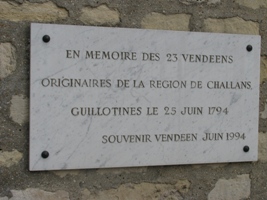 EN MEMOIRE DES 23 VENDEENS
ORIGINAIRES DE LA REGION DE CHALLANS,
GUILLOTINES LE 25 JUIN 1794
SOUVENIR VENDEEN JUIN 1994